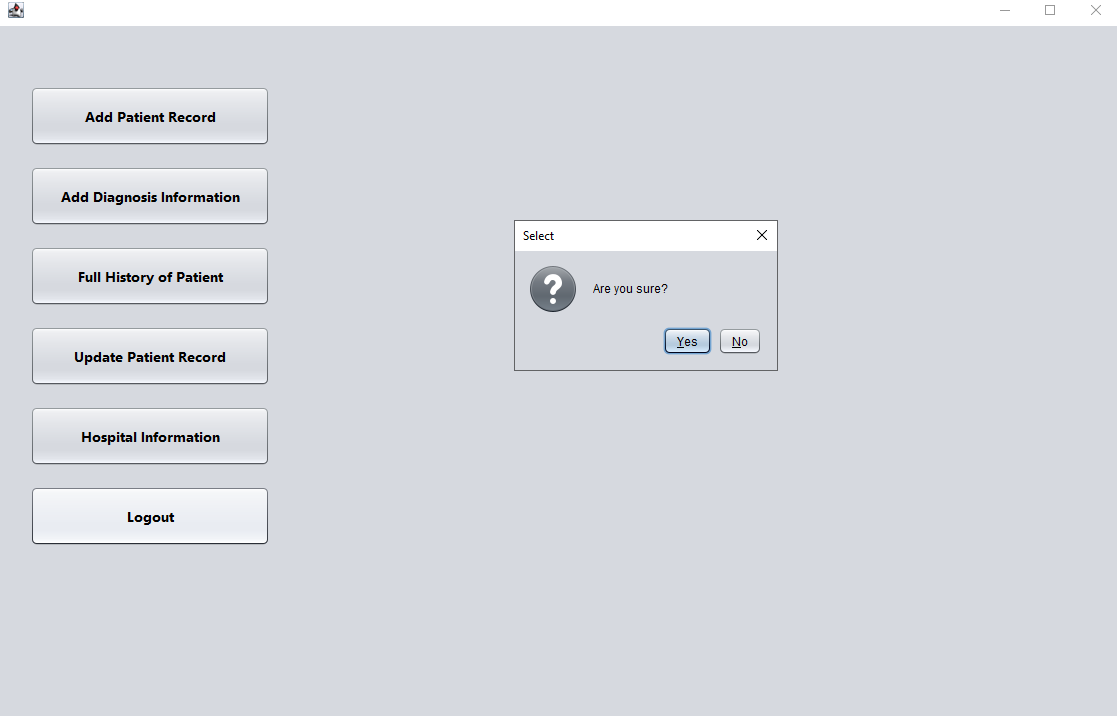 Add Patient Record
Add Diagnosis Information
Full History of Patient
Update Patient Record
Hospital Information
Logout
Select
Are you sure?
Yes
No